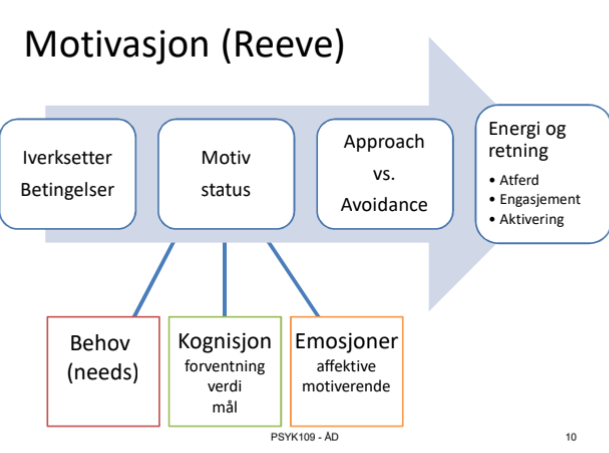 Motivasjon (Reeve)
Iverksetter
Betingelser
Motiv
status
Approach
vs.
Avoidance
Energi og
retning
• Atferd
• Engasjement
• Aktivering
Behov
(needs)
Kognisjon
forventning
verdi
mål
Emosjoner
affektive
motiverende
PSYK109 - ÅD
10